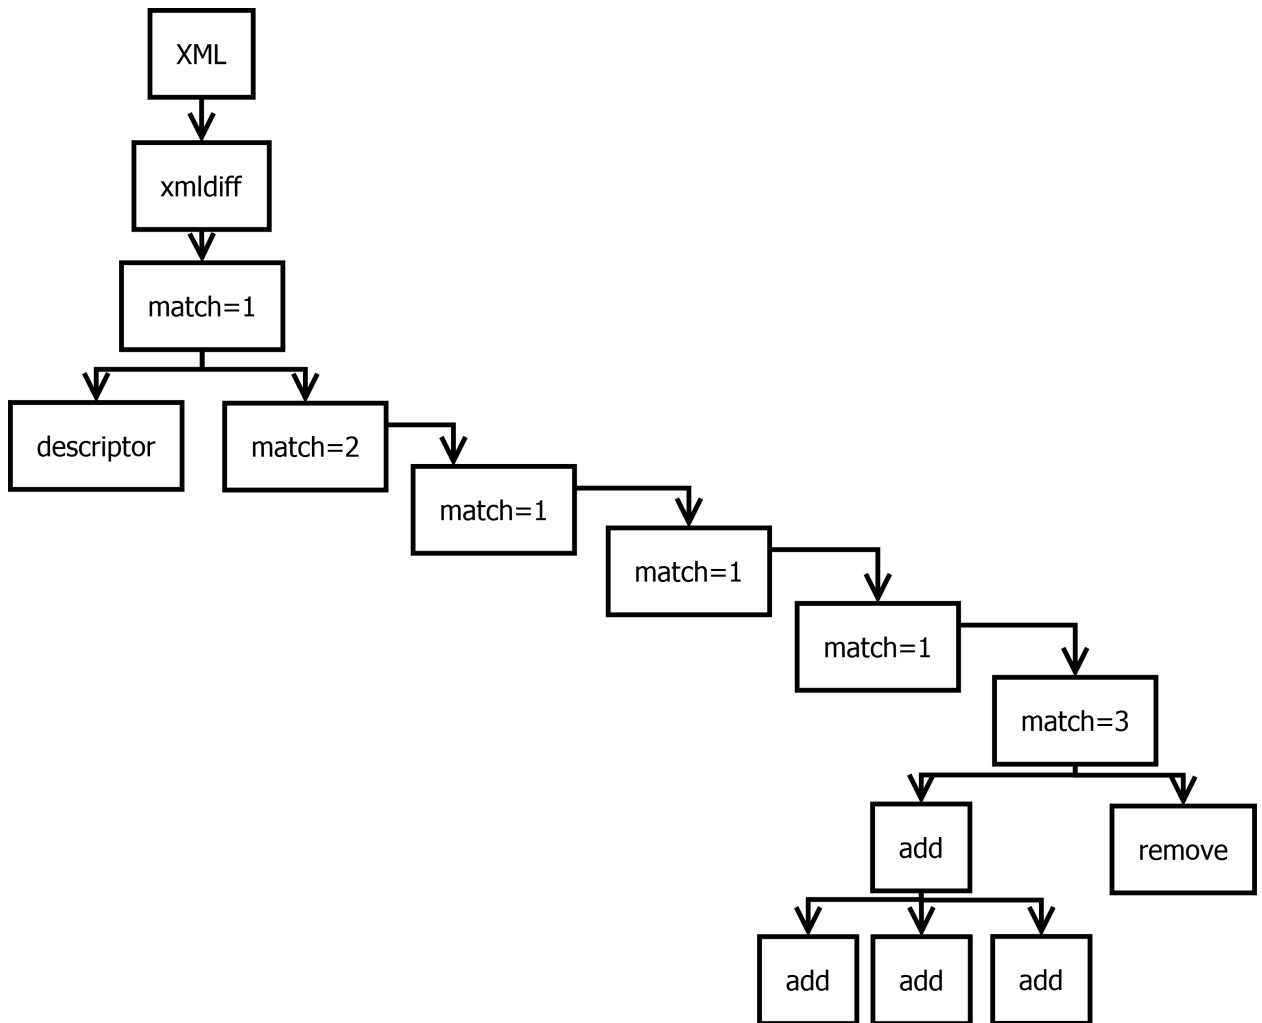 XML
xmldiff
match=1
descriptor
match=2
match=1
match=1
match=1
match=3
add
remove
add
add
add